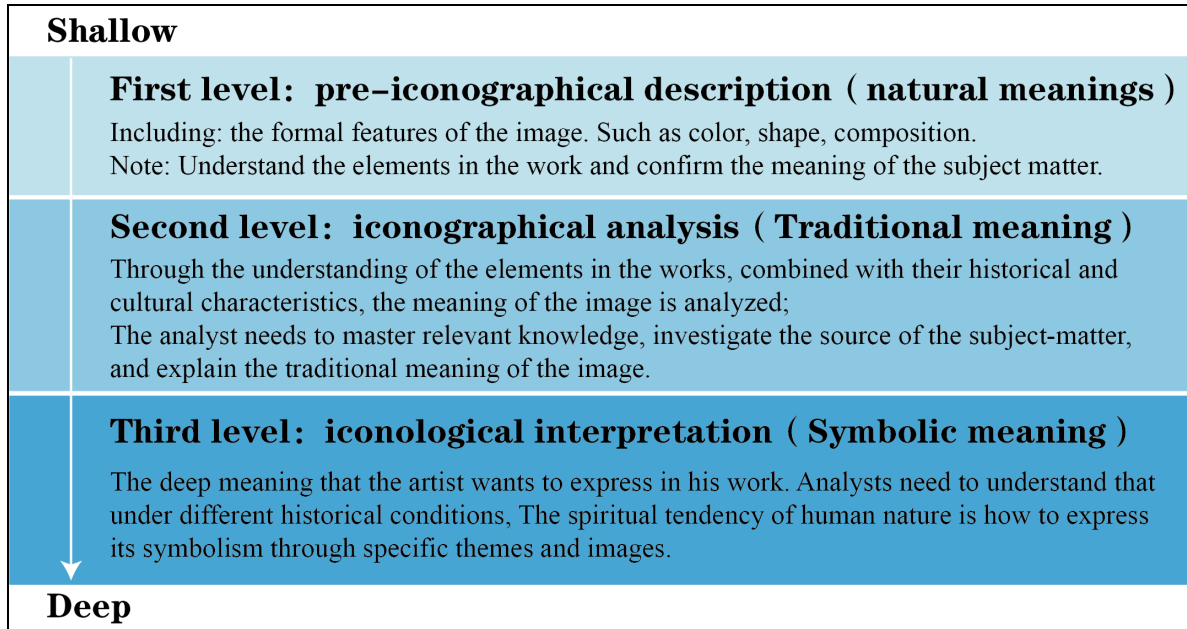 Shallow
First level: pre-iconographical description ( natural meanings )
Including: the formal features of the image. Such as color, shape, composition.
Note: Understand the elements in the work and confirm the meaning of the subject matter.
Second level: iconographical analysis ( Traditional meaning )
Through the understanding of the elements in the works, combined with their historical and
cultural characteristics, the meaning of the image is analyzed;
The analyst needs to master relevant knowledge, investigate the source of the subject-matter,
and explain the traditional meaning of the image.
Third level: iconological interpretation ( Symbolic meaning )
The deep meaning that the artist wants to express in his work. Analysts need to understand that
under different historical conditions, The spiritual tendency of human nature is how to express
its symbolism through specific themes and images.
Deep